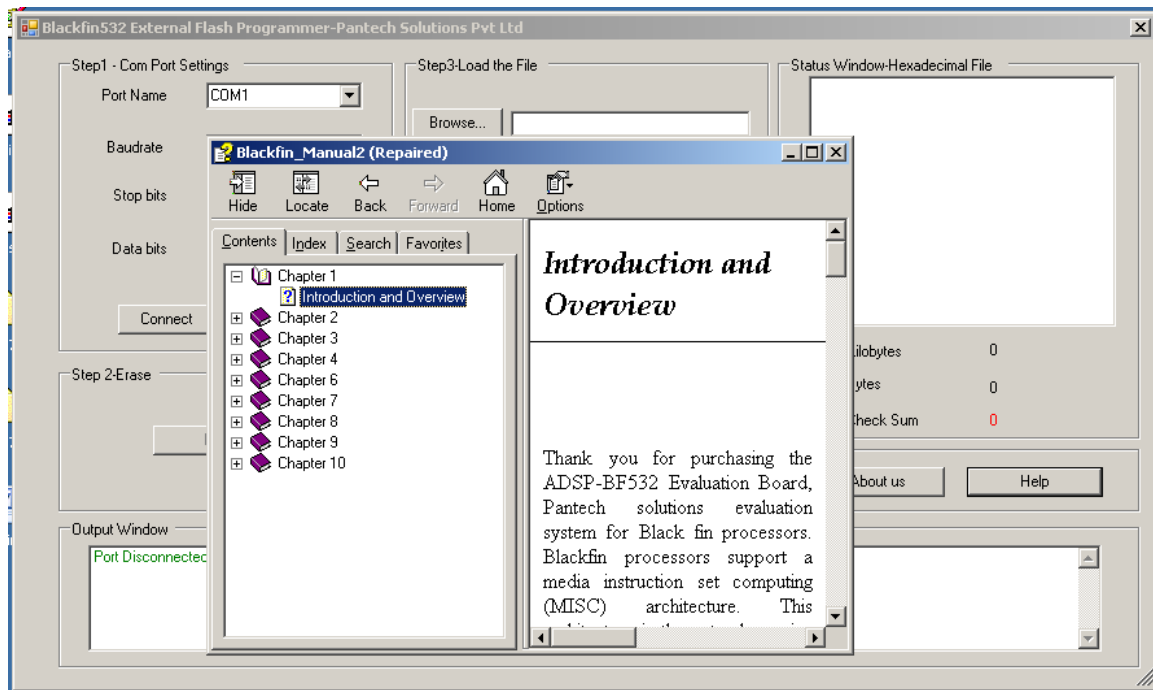 Blackfin532 External Flash Programmer-Pantech Solutions Pvt Ltd
Step1 - Com Port Settings
Port Name
COM1
Baudrate
Stop bits
Data bits
Connect
Step 2-Erase
Step3-Load the File
Browse...
Status Window-Hexadecimal File
Blackfin_Manual2 (Repaired)
Hide
Locate
Back
Forward
Home
Options
Contents
Index
Search
Favorites
Chapter 1
Introduction and Overview
Chapter 2
Chapter 3
Chapter 4
Chapter 6
Chapter 7
Chapter 8
Chapter 9
Chapter 10
Introduction and
Overview
Thank you for purchasing the
ADSP-BF532 Evaluation Board,
Pantech solutions evaluation
system for Black fin processors.
Blackfin processors support a
media instruction set computing
(MISC) architecture. This
ilobytes 0
ytes 0
Check Sum 0
About us
Help
Output Window
Port Disconnected